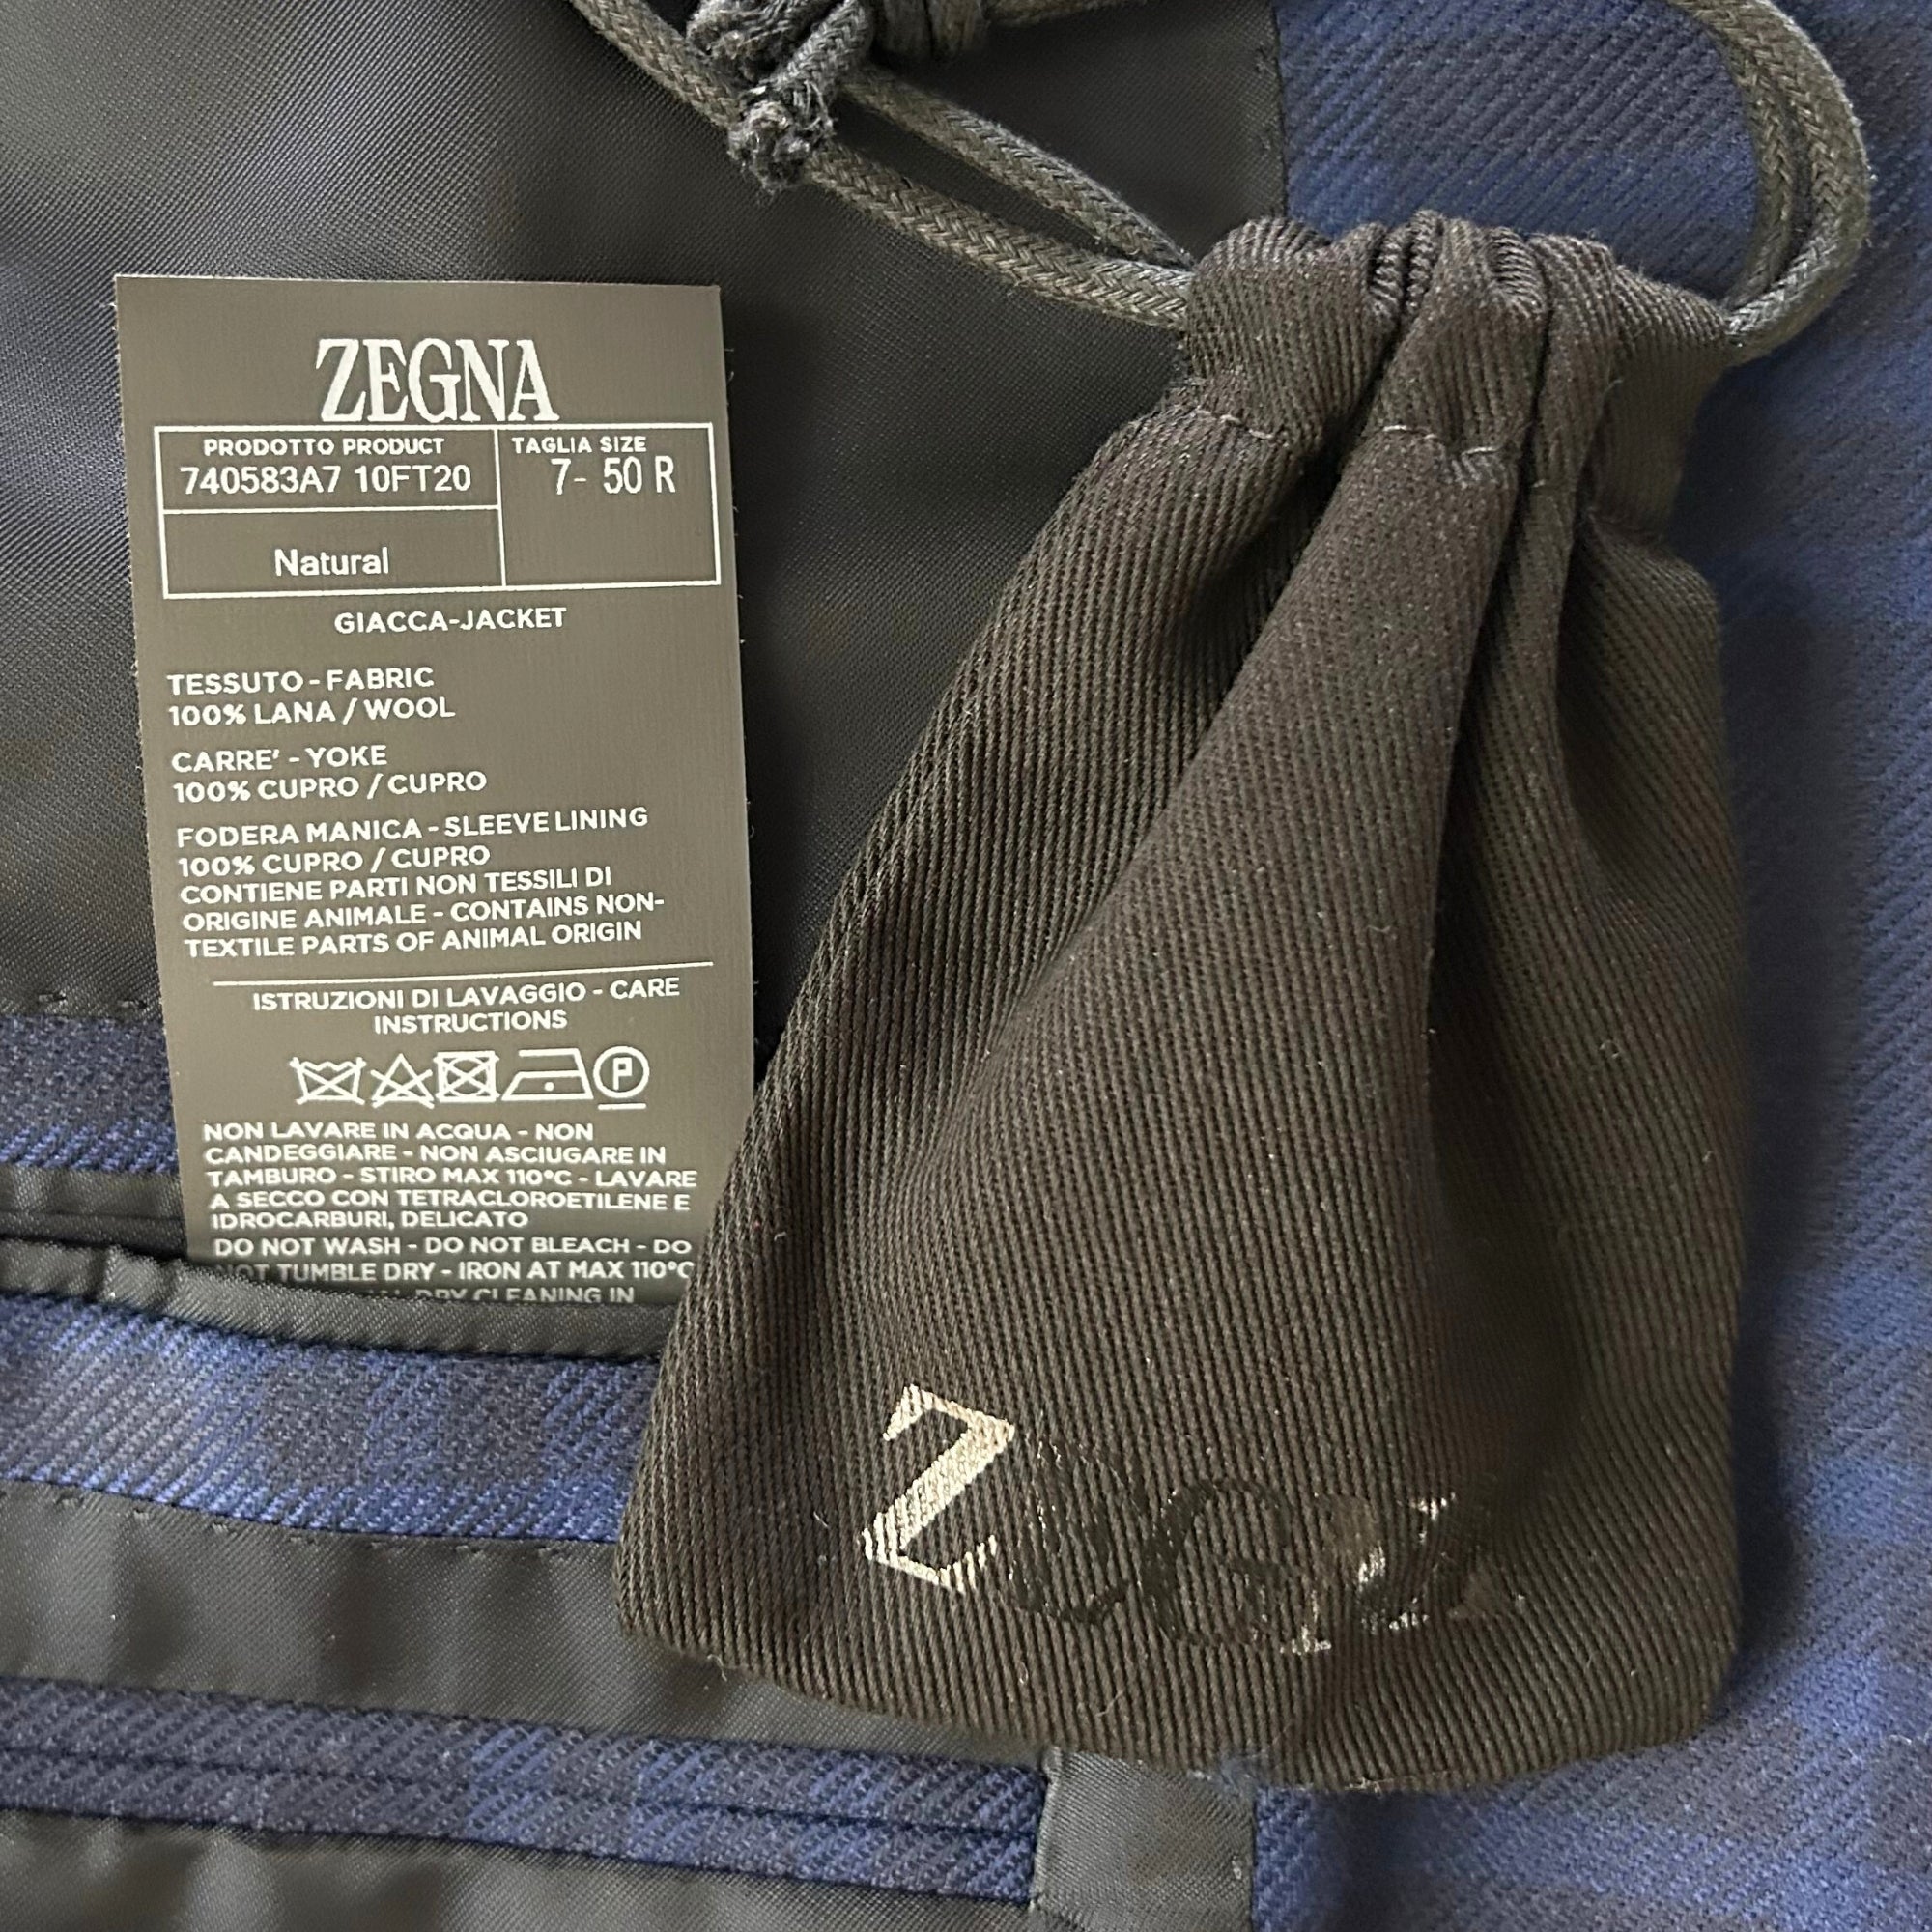 ZEGNA
PRODOTTO PRODUCT
740583A7 10FT20
TAGLIA SIZE
7- 50 R
Natural
GIACCA-JACKET
TESSUTO - FABRIC
100% LANA / WOOL
CARRE' - YOKE
100% CUPRO / CUPRO
FODERA MANICA - SLEEVE LINING
100% CUPRO / CUPRO
CONTIENE PARTI NON TESSILI DI
ORIGINE ANIMALE - CONTAINS NON-
TEXTILE PARTS OF ANIMAL ORIGIN
ISTRUZIONI DI LAVAGGIO - CARE
INSTRUCTIONS
P
NON LAVARE IN ACQUA - NON
CANDEGGIARE - NON ASCIUGARE IN
TAMBURO - STIRO MAX 110°C - LAVARE
A SECCO CON TETRACLOROETILENE E
IDROCARBURI, DELICATO
DO NOT WASH - DO NOT BLEACH - DO
NOT TUMBLE DRY - IRON AT MAX 110°C
DRY CLEANING IN
ZEGNA